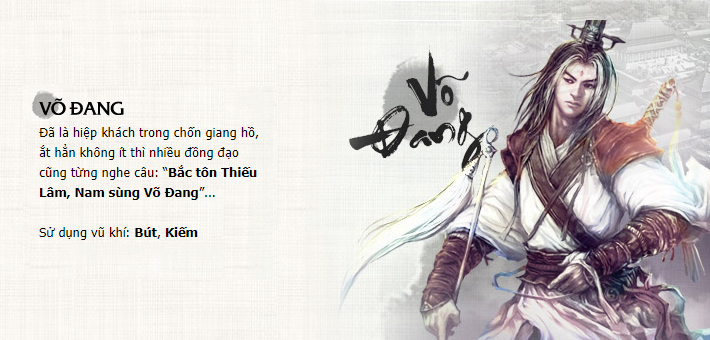 VÕ ĐANG
Đã là hiệp khách trong chốn giang hồ,
ắt hẳn không ít thì nhiều đồng đạo
cũng từng nghe câu: “Bắc tôn Thiếu
Lâm, Nam sùng Võ Đang”...
Sử dụng vũ khí: Bút, Kiếm
Võ
Đang